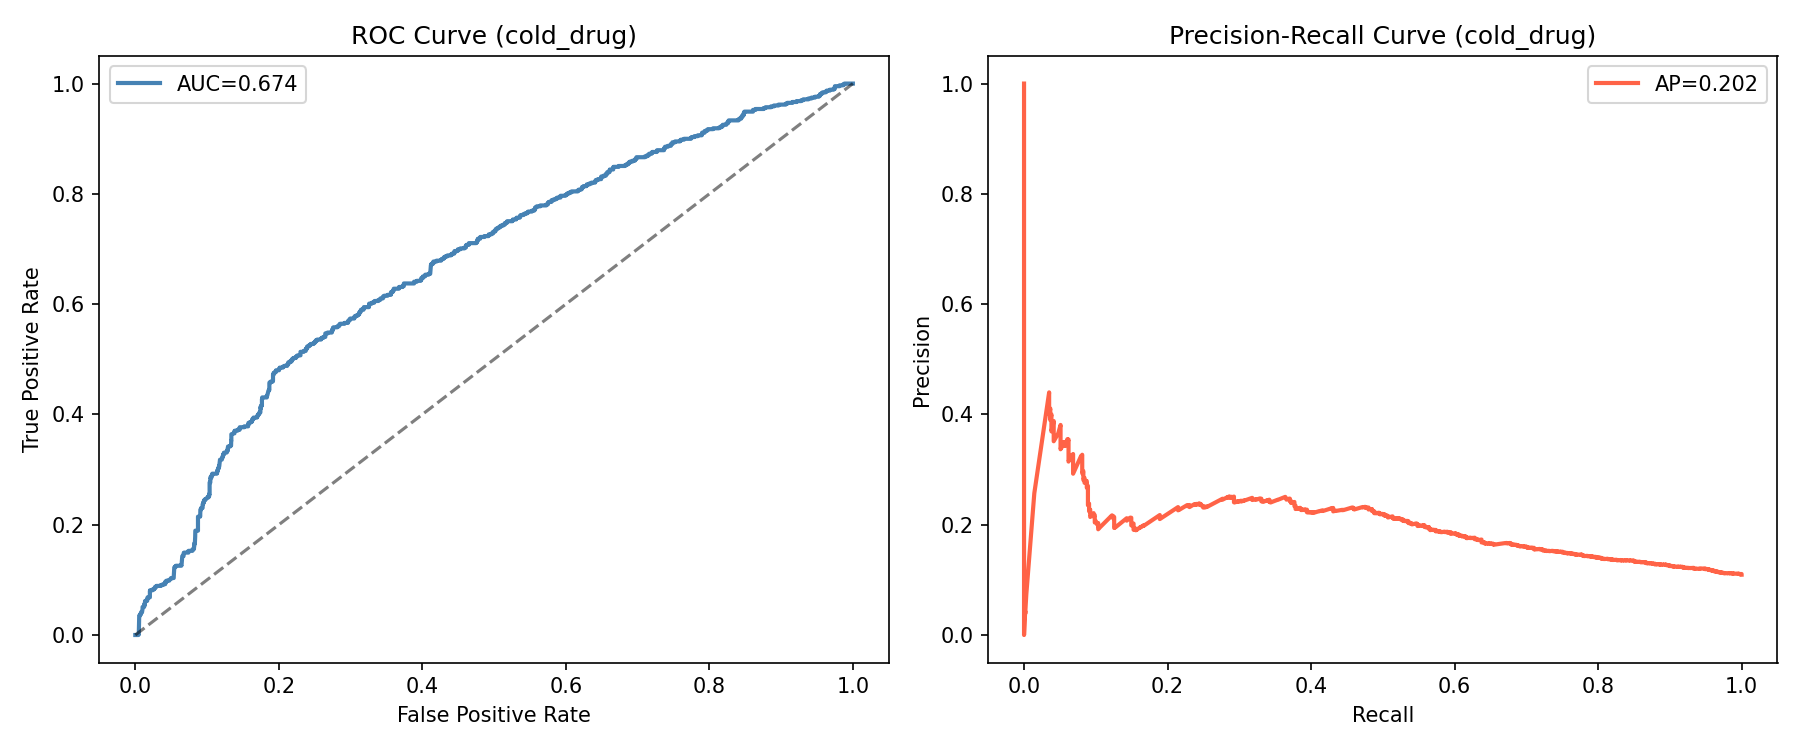 ROC Curve (cold_drug)
AUC=0.674
True Positive Rate
1.0
0.8
0.6
0.4
0.2
0.0
0.0 0.2 0.4 0.6 0.8 1.0
False Positive Rate
Precision-Recall Curve (cold_drug)
AP=0.202
Precision
1.0
0.8
0.6
0.4
0.2
0.0
0.0 0.2 0.4 0.6 0.8 1.0
Recall